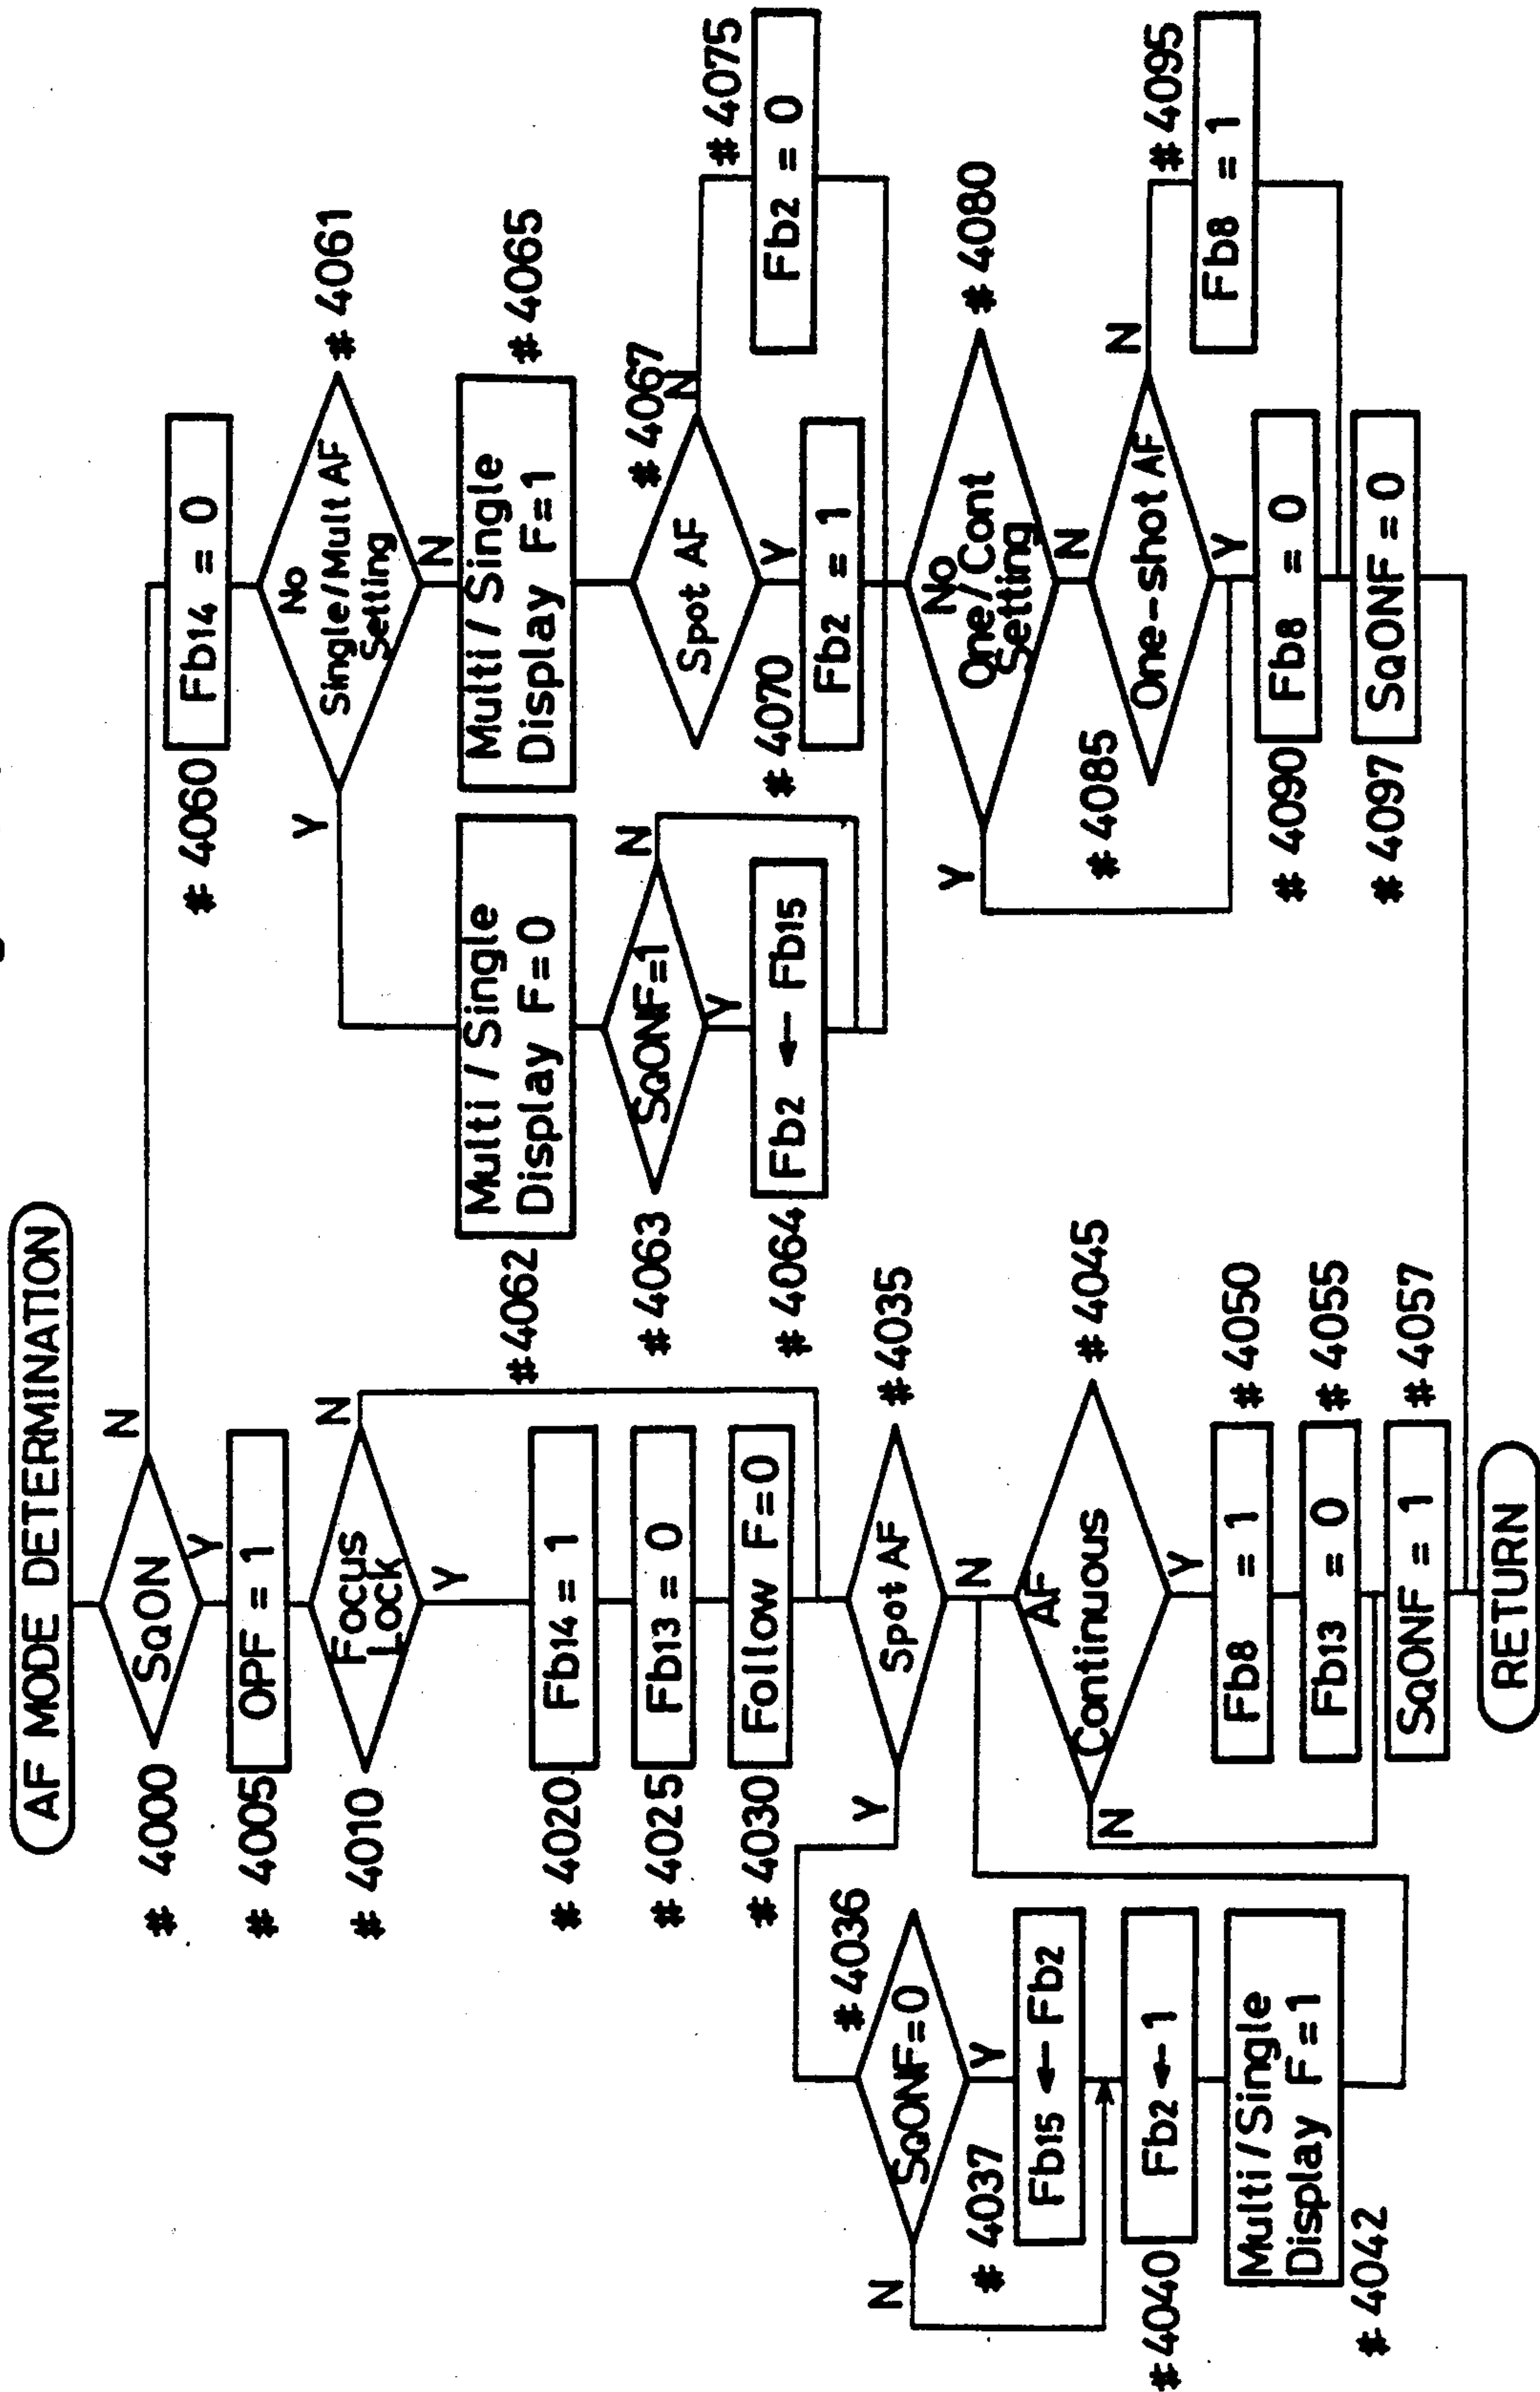 AF MODE DETERMINATION
# 4000
SQON
N
Y
# 4005
OPF = 1
# 4010
Focus
Lock
N
Y
# 4020
Fb14 = 1
# 4025
Fb13 = 0
# 4030
Follow F=0
Spot AF
# 4035
Y
N
# 4036
SQONF=0
N
Y
# 4037
Fb15 ← Fb2
# 4040
Fb2 ← 1
Multi/Single
Display F=1
# 4042
AF
Continuous
# 4045
N
Y
Fb8 = 1
# 4050
Fb13 = 0
# 4055
SQONF = 1
# 4057
RETURN
# 4060
Fb14 = 0
No
Single/Mult AF
Setting
# 4061
Y
N
Multi / Single
Display F=0
# 4062
# 4063
SQONF=1
N
Y
# 4064
Fb2 ← Fb15
Multi / Single
Display F=1
# 4065
Spot AF
# 4067
N
Y
# 4070
Fb2 = 1
# 4075
Fb2 = 0
No
One/Cont
Setting
# 4080
Y
N
# 4085
One-shot AF
N
Y
# 4090
Fb8 = 0
# 4095
Fb8 = 1
# 4097
SQONF = 0